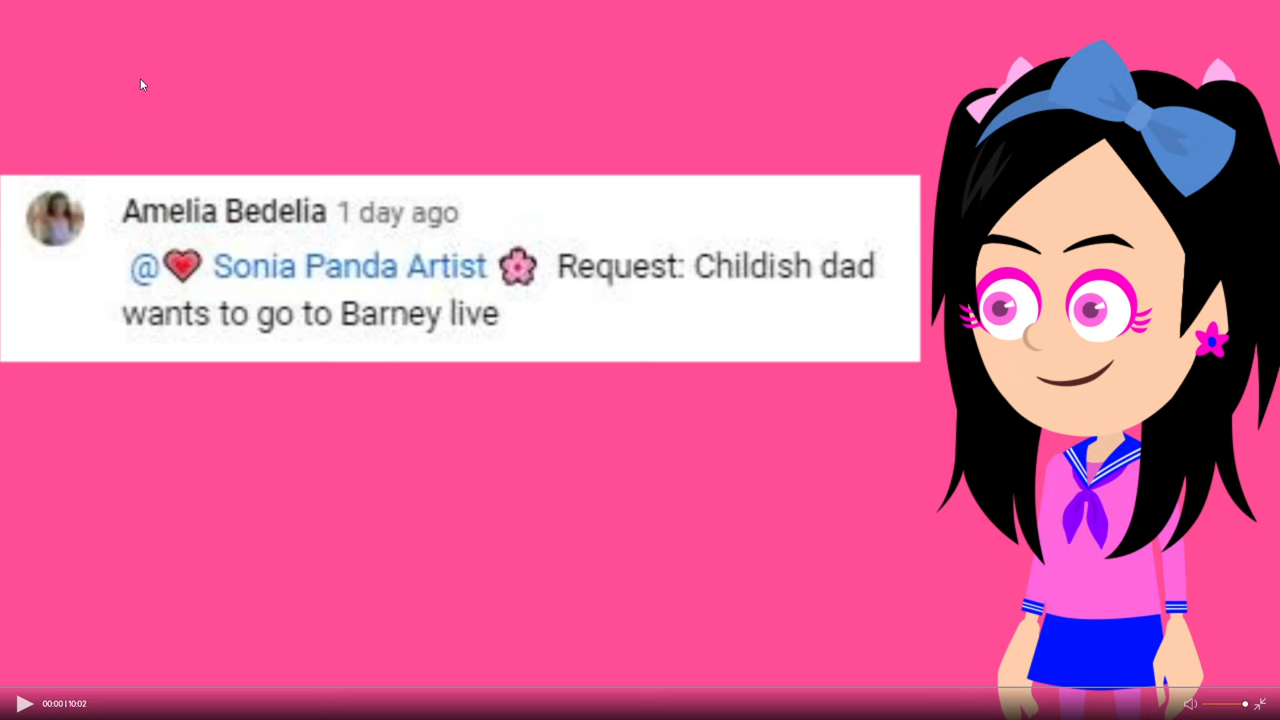 Amelia Bedelia 1 day ago
@❤️ Sonia Panda Artist 🌸 Request: Childish dad
wants to go to Barney live
00:00 | 10:02